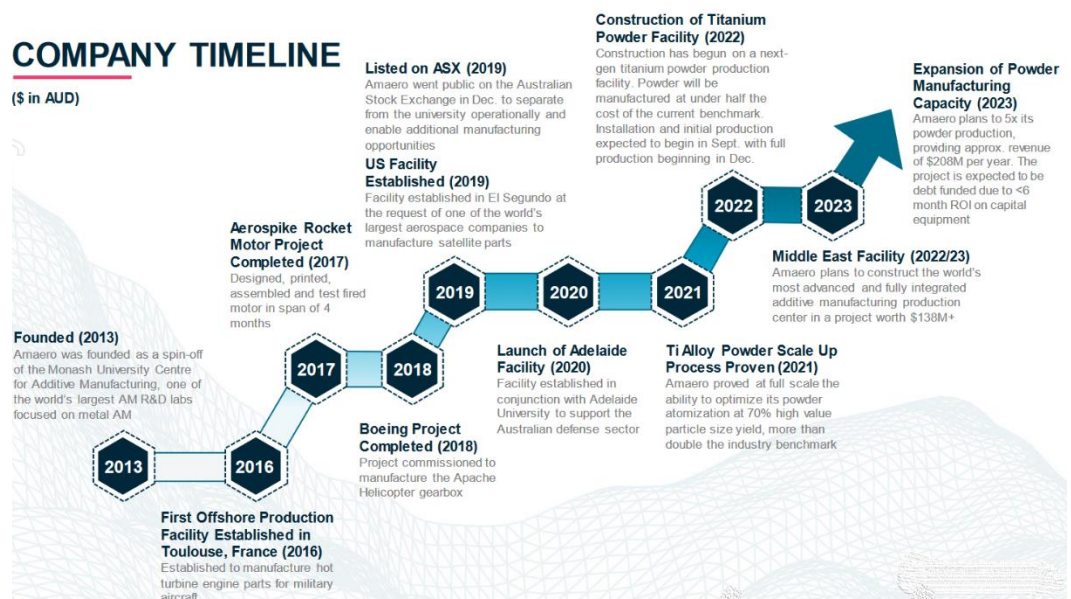 COMPANY TIMELINE
($ in AUD)
Founded (2013)
Amaero was founded as a spin-off
of the Monash University Centre
for Additive Manufacturing, one of
the world's largest AM R&D labs
focused on metal AM
2013
2016
First Offshore Production
Facility Established in
Toulouse, France (2016)
Established to manufacture hot
turbine engine parts for military
aircraft
Aerospike Rocket
Motor Project
Completed (2017)
Designed, printed,
assembled and test fired
motor in span of 4
months
2017
2018
Boeing Project
Completed (2018)
Project commissioned to
manufacture the Apache
Helicopter gearbox
Listed on ASX (2019)
Amaero went public on the Australian
Stock Exchange in Dec. to separate
from the university operationally and
enable additional manufacturing
opportunities
US Facility
Established (2019)
Facility established in El Segundo at
the request of one of the world's
largest aerospace companies to
manufacture satellite parts
2019
2020
2021
Launch of Adelaide
Facility (2020)
Facility established in
conjunction with Adelaide
University to support the
Australian defense sector
Ti Alloy Powder Scale Up
Process Proven (2021)
Amaero proved at full scale the
ability to optimize its powder
atomization at 70% high value
particle size yield, more than
double the industry benchmark
Construction of Titanium
Powder Facility (2022)
Construction has begun on a next-
gen titanium powder production
facility. Powder will be
manufactured at under half the
cost of the current benchmark.
Installation and initial production
expected to begin in Sept. with full
production beginning in Dec.
2022
2023
Middle East Facility (2022/23)
Amaero plans to construct the world's
most advanced and fully integrated
additive manufacturing production
center in a project worth $138M+
Expansion of Powder
Manufacturing
Capacity (2023)
Amaero plans to 5x its
powder production,
providing approx. revenue
of $208M per year. The
project is expected to be
debt funded due to <6
month ROI on capital
equipment